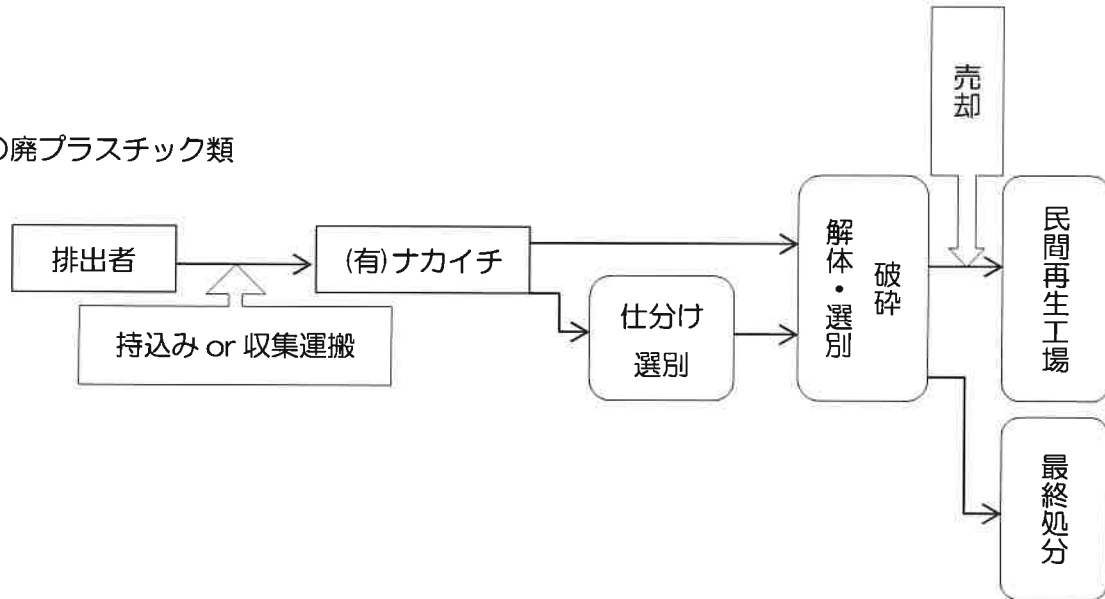 の廃プラスチック類
排出者
持込み or 収集運搬
(有)ナカイチ
仕分け
選別
破砕
解体・選別
売却
民間再生工場
最終処分